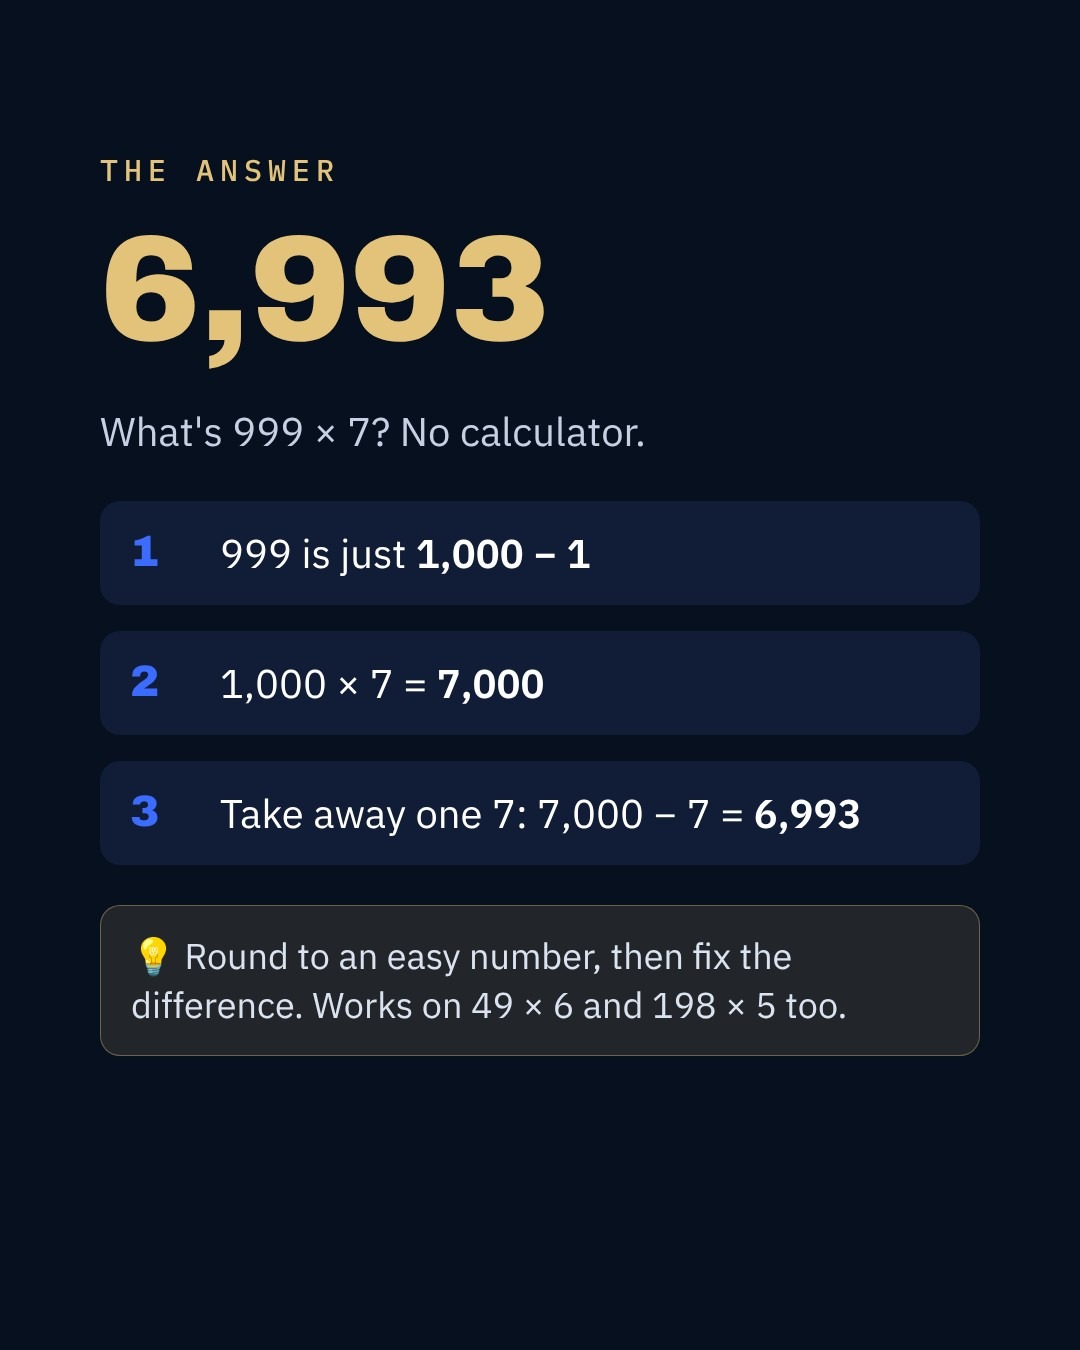 THE ANSWER
6,993
What's 999 × 7? No calculator.
1 999 is just 1,000 – 1
2 1,000 × 7 = 7,000
3 Take away one 7: 7,000 – 7 = 6,993
💡 Round to an easy number, then fix the
difference. Works on 49 × 6 and 198 × 5 too.